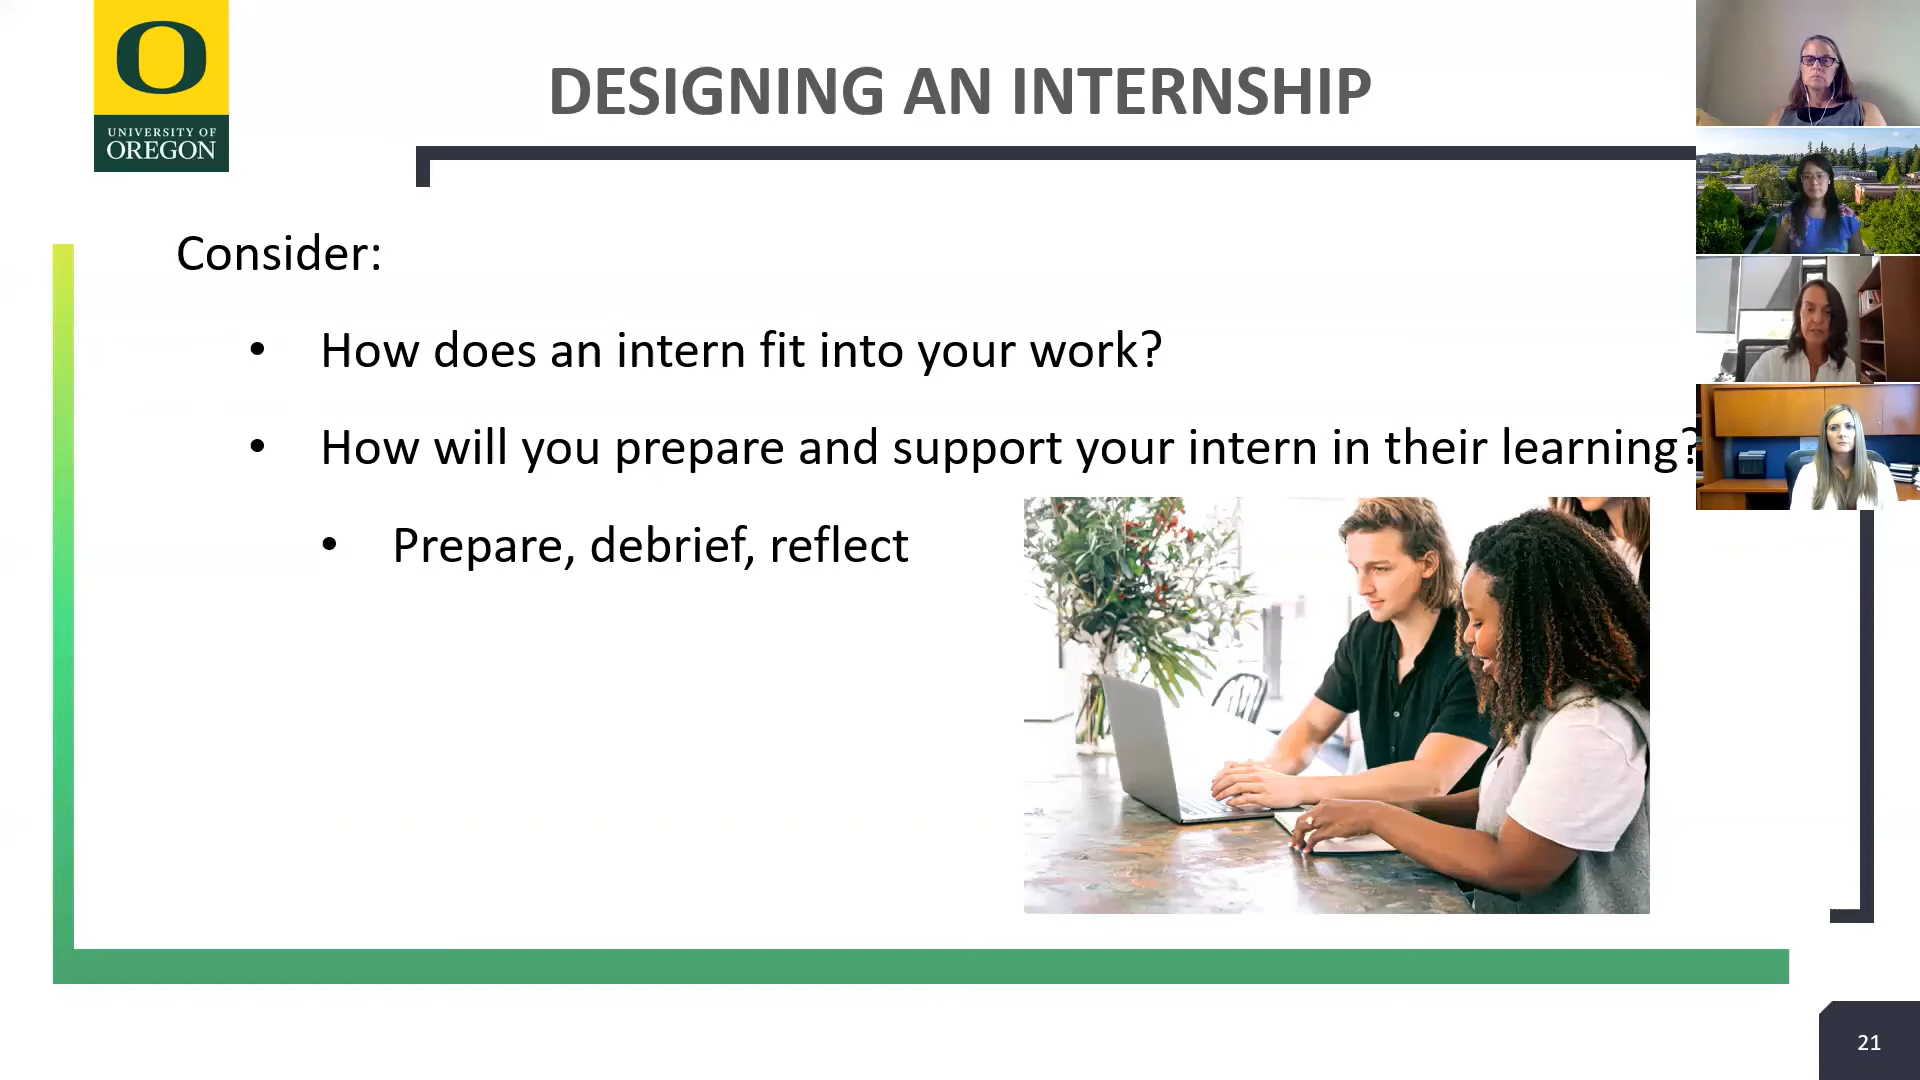 O
UNIVERSITY OF
OREGON
DESIGNING AN INTERNSHIP
Consider:
• How does an intern fit into your work?
• How will you prepare and support your intern in their learning?
• Prepare, debrief, reflect
21